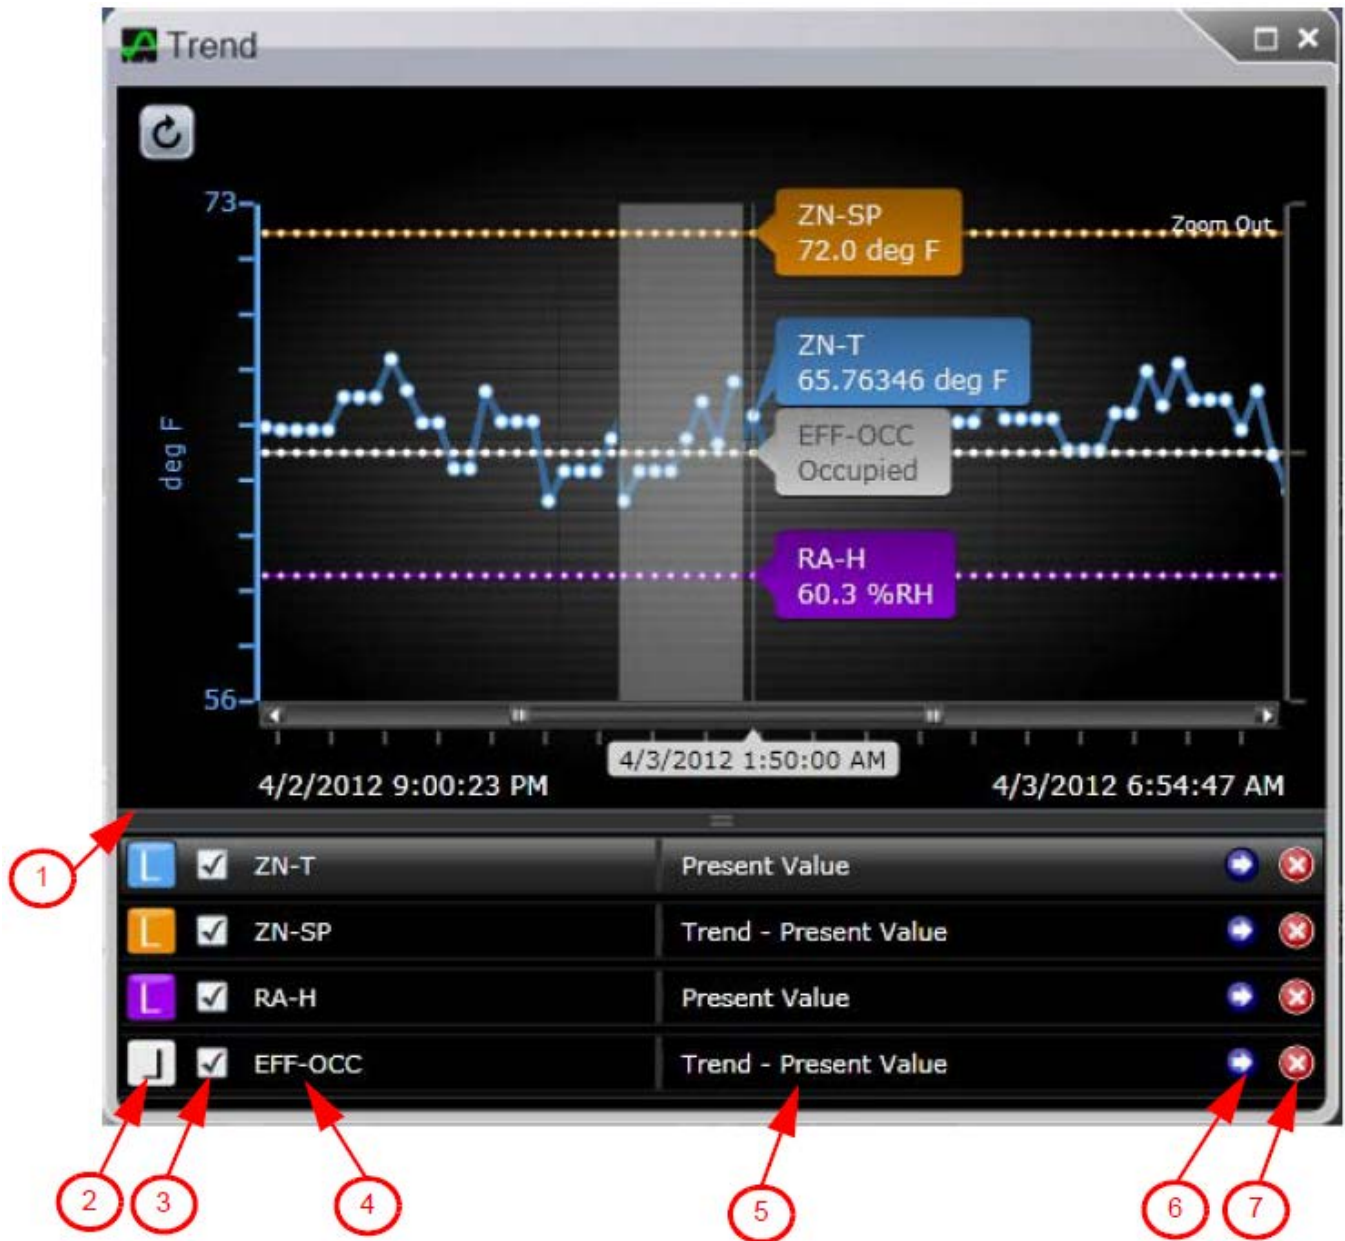 Trend
73
Zoom Out
ZN-SP
72.0 deg F
ZN-T
65.76346 deg F
deg F
EFF-OCC
Occupied
RA-H
60.3 %RH
56
4/3/2012 1:50:00 AM
4/2/2012 9:00:23 PM
4/3/2012 6:54:47 AM
1
L ZN-T Present Value
L ZN-SP Trend - Present Value
L RA-H Present Value
EFF-OCC Trend - Present Value
2 3 4 5 6 7